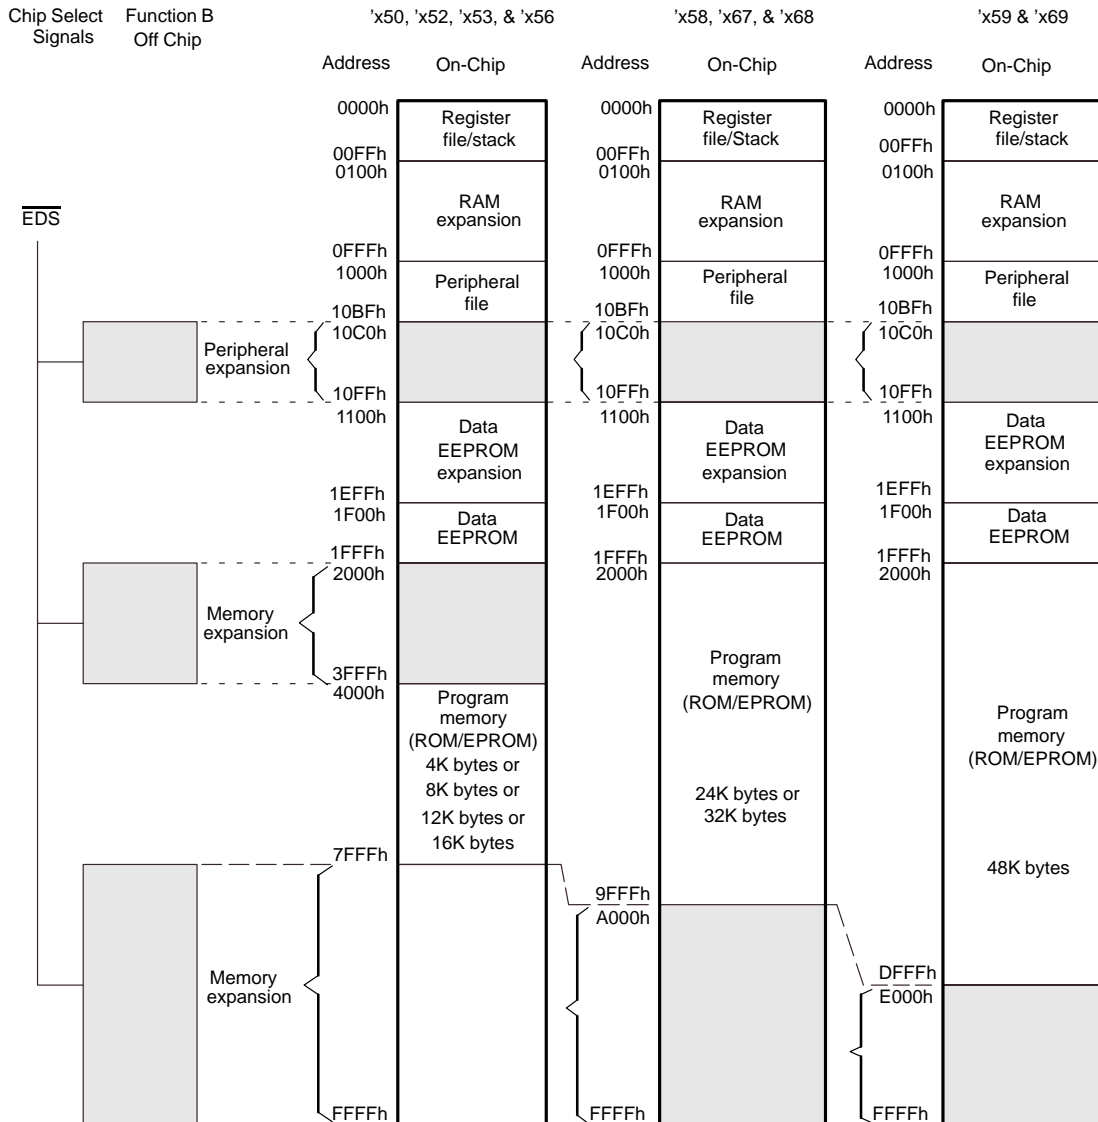 Chip Select Signals
Function B Off Chip
'x50, 'x52, 'x53, & 'x56
'x58, 'x67, & 'x68
'x59 & 'x69
Address
On-Chip
Address
On-Chip
Address
On-Chip
EDS
Peripheral
expansion
Memory
expansion
Memory
expansion
0000h
00FFh
0100h
0FFFh
1000h
10BFh
10C0h
10FFh
1100h
1EFFh
1F00h
1FFFh
2000h
3FFFh
4000h
7FFFh
FFFFh
Register
file/stack
RAM
expansion
Peripheral
file
Data
EEPROM
expansion
Data
EEPROM
Program
memory
(ROM/EPROM)
4K bytes or
8K bytes or
12K bytes or
16K bytes
0000h
00FFh
0100h
0FFFh
1000h
10BFh
10C0h
10FFh
1100h
1EFFh
1F00h
1FFFh
2000h
9FFFh
A000h
FFFFh
Register
file/Stack
RAM
expansion
Peripheral
file
Data
EEPROM
expansion
Data
EEPROM
Program
memory
(ROM/EPROM)
24K bytes or
32K bytes
0000h
00FFh
0100h
0FFFh
1000h
10BFh
10C0h
10FFh
1100h
1EFFh
1F00h
1FFFh
2000h
DFFFh
E000h
FFFFh
Register
file/stack
RAM
expansion
Peripheral
file
Data
EEPROM
expansion
Data
EEPROM
Program
memory
(ROM/EPROM)
48K bytes